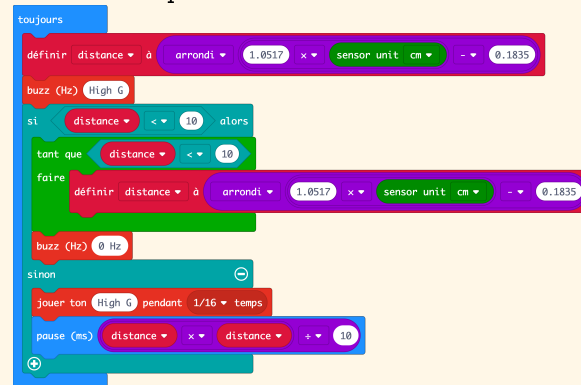 toujours
définir distance à arrondi 1.0517 × sensor unit cm - 0.1835
buzz (Hz) High G
si distance < 10 alors
tant que distance < 10
faire
définir distance à arrondi 1.0517 × sensor unit cm - 0.1835
buzz (Hz) 0 Hz
sinon
jouer ton High G pendant 1/16 temps
pause (ms) distance × distance ÷ 10